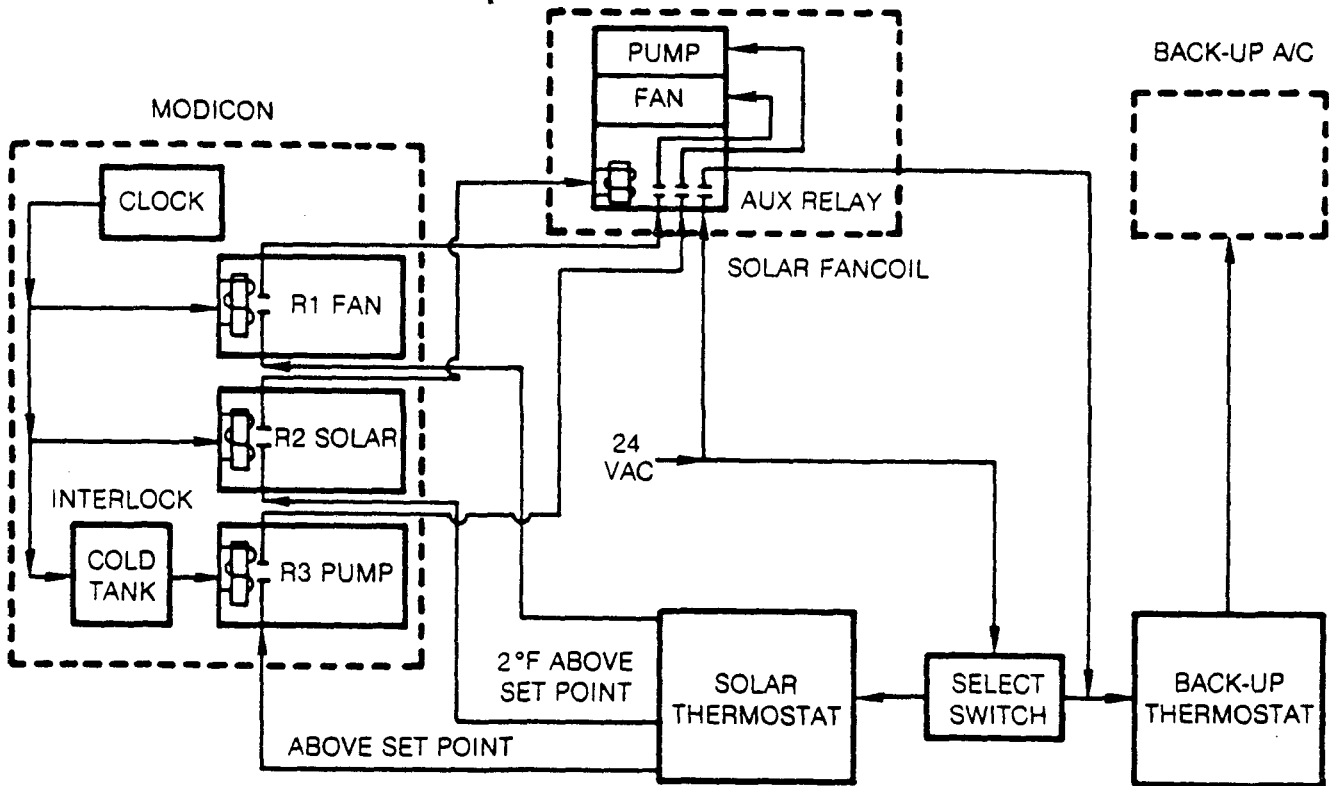 PUMP
FAN
BACK-UP A/C
MODICON
CLOCK
AUX RELAY
SOLAR FANCOIL
R1 FAN
R2 SOLAR
24
VAC
INTERLOCK
COLD
TANK
R3 PUMP
2°F ABOVE
SET POINT
SOLAR
THERMOSTAT
SELECT
SWITCH
BACK-UP
THERMOSTAT
ABOVE SET POINT